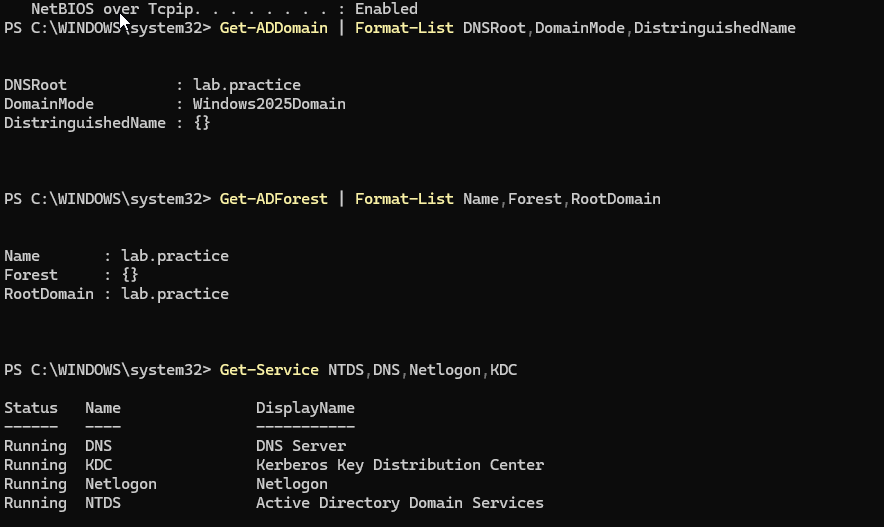 NetBIOS over Tcpip. . . . . . . . : Enabled
PS C:\WINDOWS\system32> Get-ADDomain | Format-List DNSRoot,DomainMode,DistringuishedName
DNSRoot            : lab.practice
DomainMode         : Windows2025Domain
DistringuishedName : {}
PS C:\WINDOWS\system32> Get-ADForest | Format-List Name,Forest,RootDomain
Name       : lab.practice
Forest     : {}
RootDomain : lab.practice
PS C:\WINDOWS\system32> Get-Service NTDS,DNS,Netlogon,KDC
Status   Name               DisplayName
------   ----               -----------
Running  DNS                DNS Server
Running  KDC                Kerberos Key Distribution Center
Running  Netlogon           Netlogon
Running  NTDS               Active Directory Domain Services